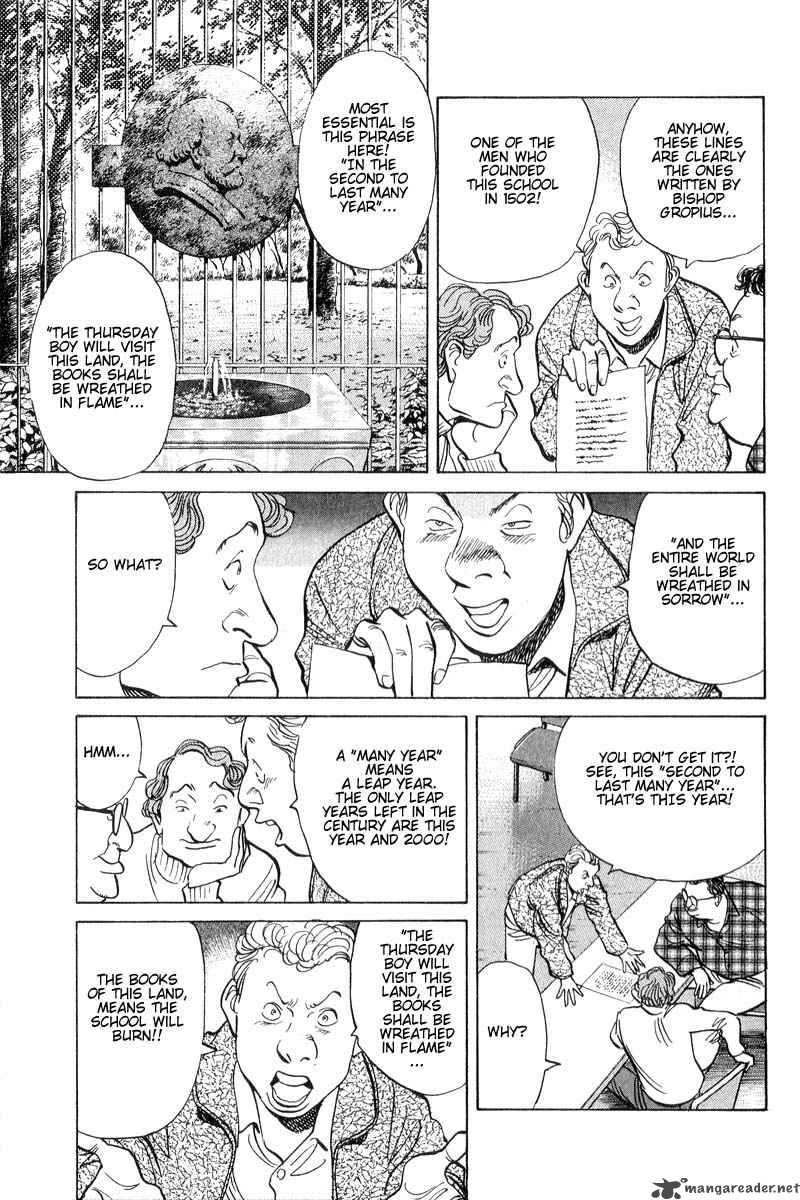 ANYHOW,
THESE LINES
ARE CLEARLY
THE ONES
WRITTEN BY
BISHOP
GROPIUS...
ONE OF THE
MEN WHO
FOUNDED
THIS SCHOOL
IN 1502!
MOST
ESSENTIAL IS
THIS PHRASE
HERE!
"IN THE
SECOND TO
LAST MANY
YEAR"...
"THE THURSDAY
BOY WILL VISIT
THIS LAND, THE
BOOKS SHALL
BE WREATHED
IN FLAME"...
"AND THE
ENTIRE WORLD
SHALL BE
WREATHED IN
SORROW"...
SO WHAT?
YOU DON'T GET IT?!
SEE, THIS "SECOND TO
LAST MANY YEAR"...
THAT'S THIS YEAR!
WHY?
A "MANY YEAR"
MEANS
A LEAP YEAR.
THE ONLY LEAP
YEARS LEFT IN THE
CENTURY ARE THIS
YEAR AND 2000!
HMM...
"THE
THURSDAY
BOY WILL
VISIT THIS
LAND, THE
BOOKS
SHALL BE
WREATHED
IN FLAME"
...
THE BOOKS
OF THIS LAND,
MEANS THE
SCHOOL WILL
BURN!!
mangareader.net